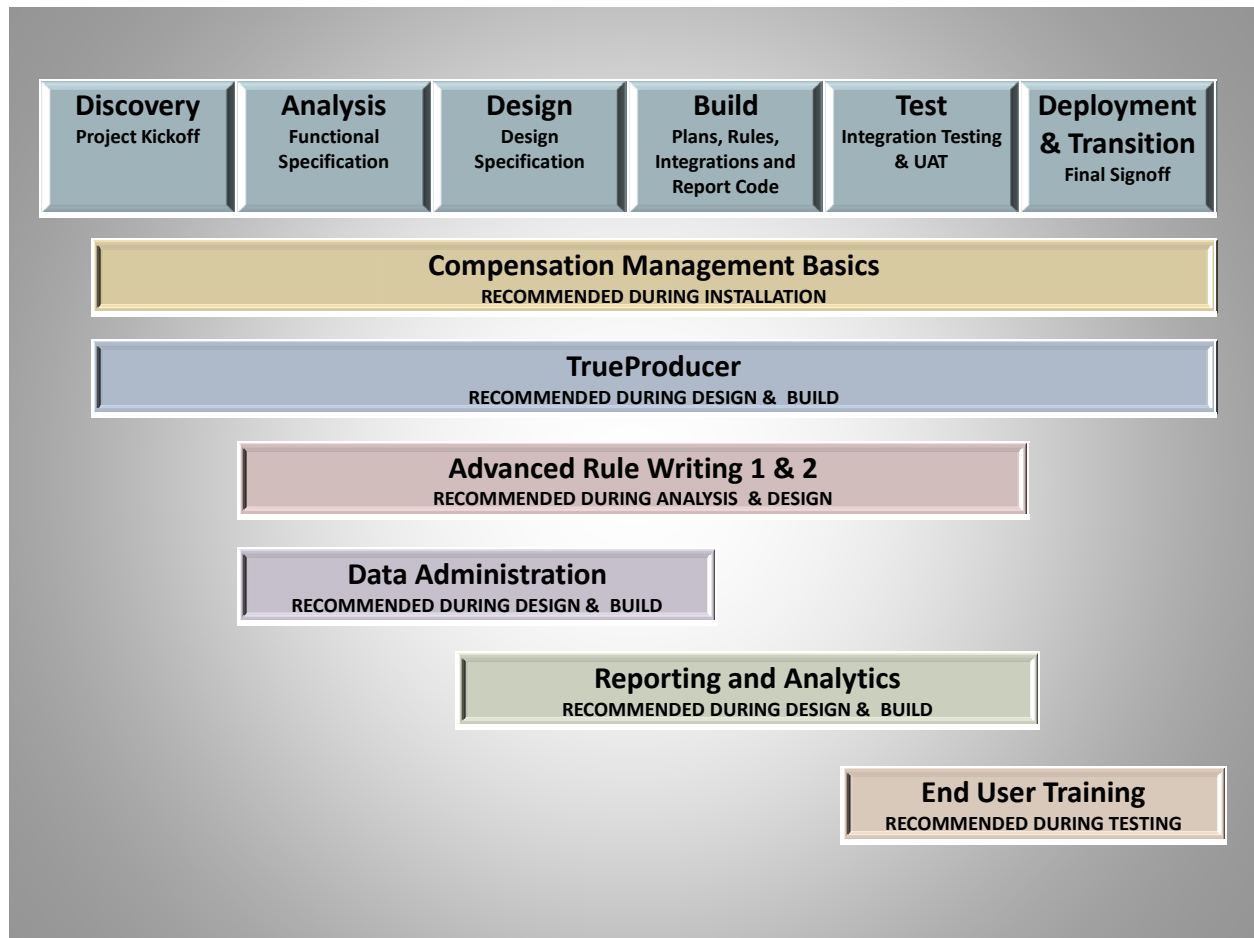 Discovery
Project Kickoff
Analysis
Functional
Specification
Design
Design
Specification
Build
Plans, Rules,
Integrations and
Report Code
Test
Integration Testing
& UAT
Deployment
& Transition
Final Signoff
Compensation Management Basics
RECOMMENDED DURING INSTALLATION
TrueProducer
RECOMMENDED DURING DESIGN &  BUILD
Advanced Rule Writing 1 & 2
RECOMMENDED DURING ANALYSIS  & DESIGN
Data Administration
RECOMMENDED DURING DESIGN &  BUILD
Reporting and Analytics
RECOMMENDED DURING DESIGN &  BUILD
End User Training
RECOMMENDED DURING TESTING